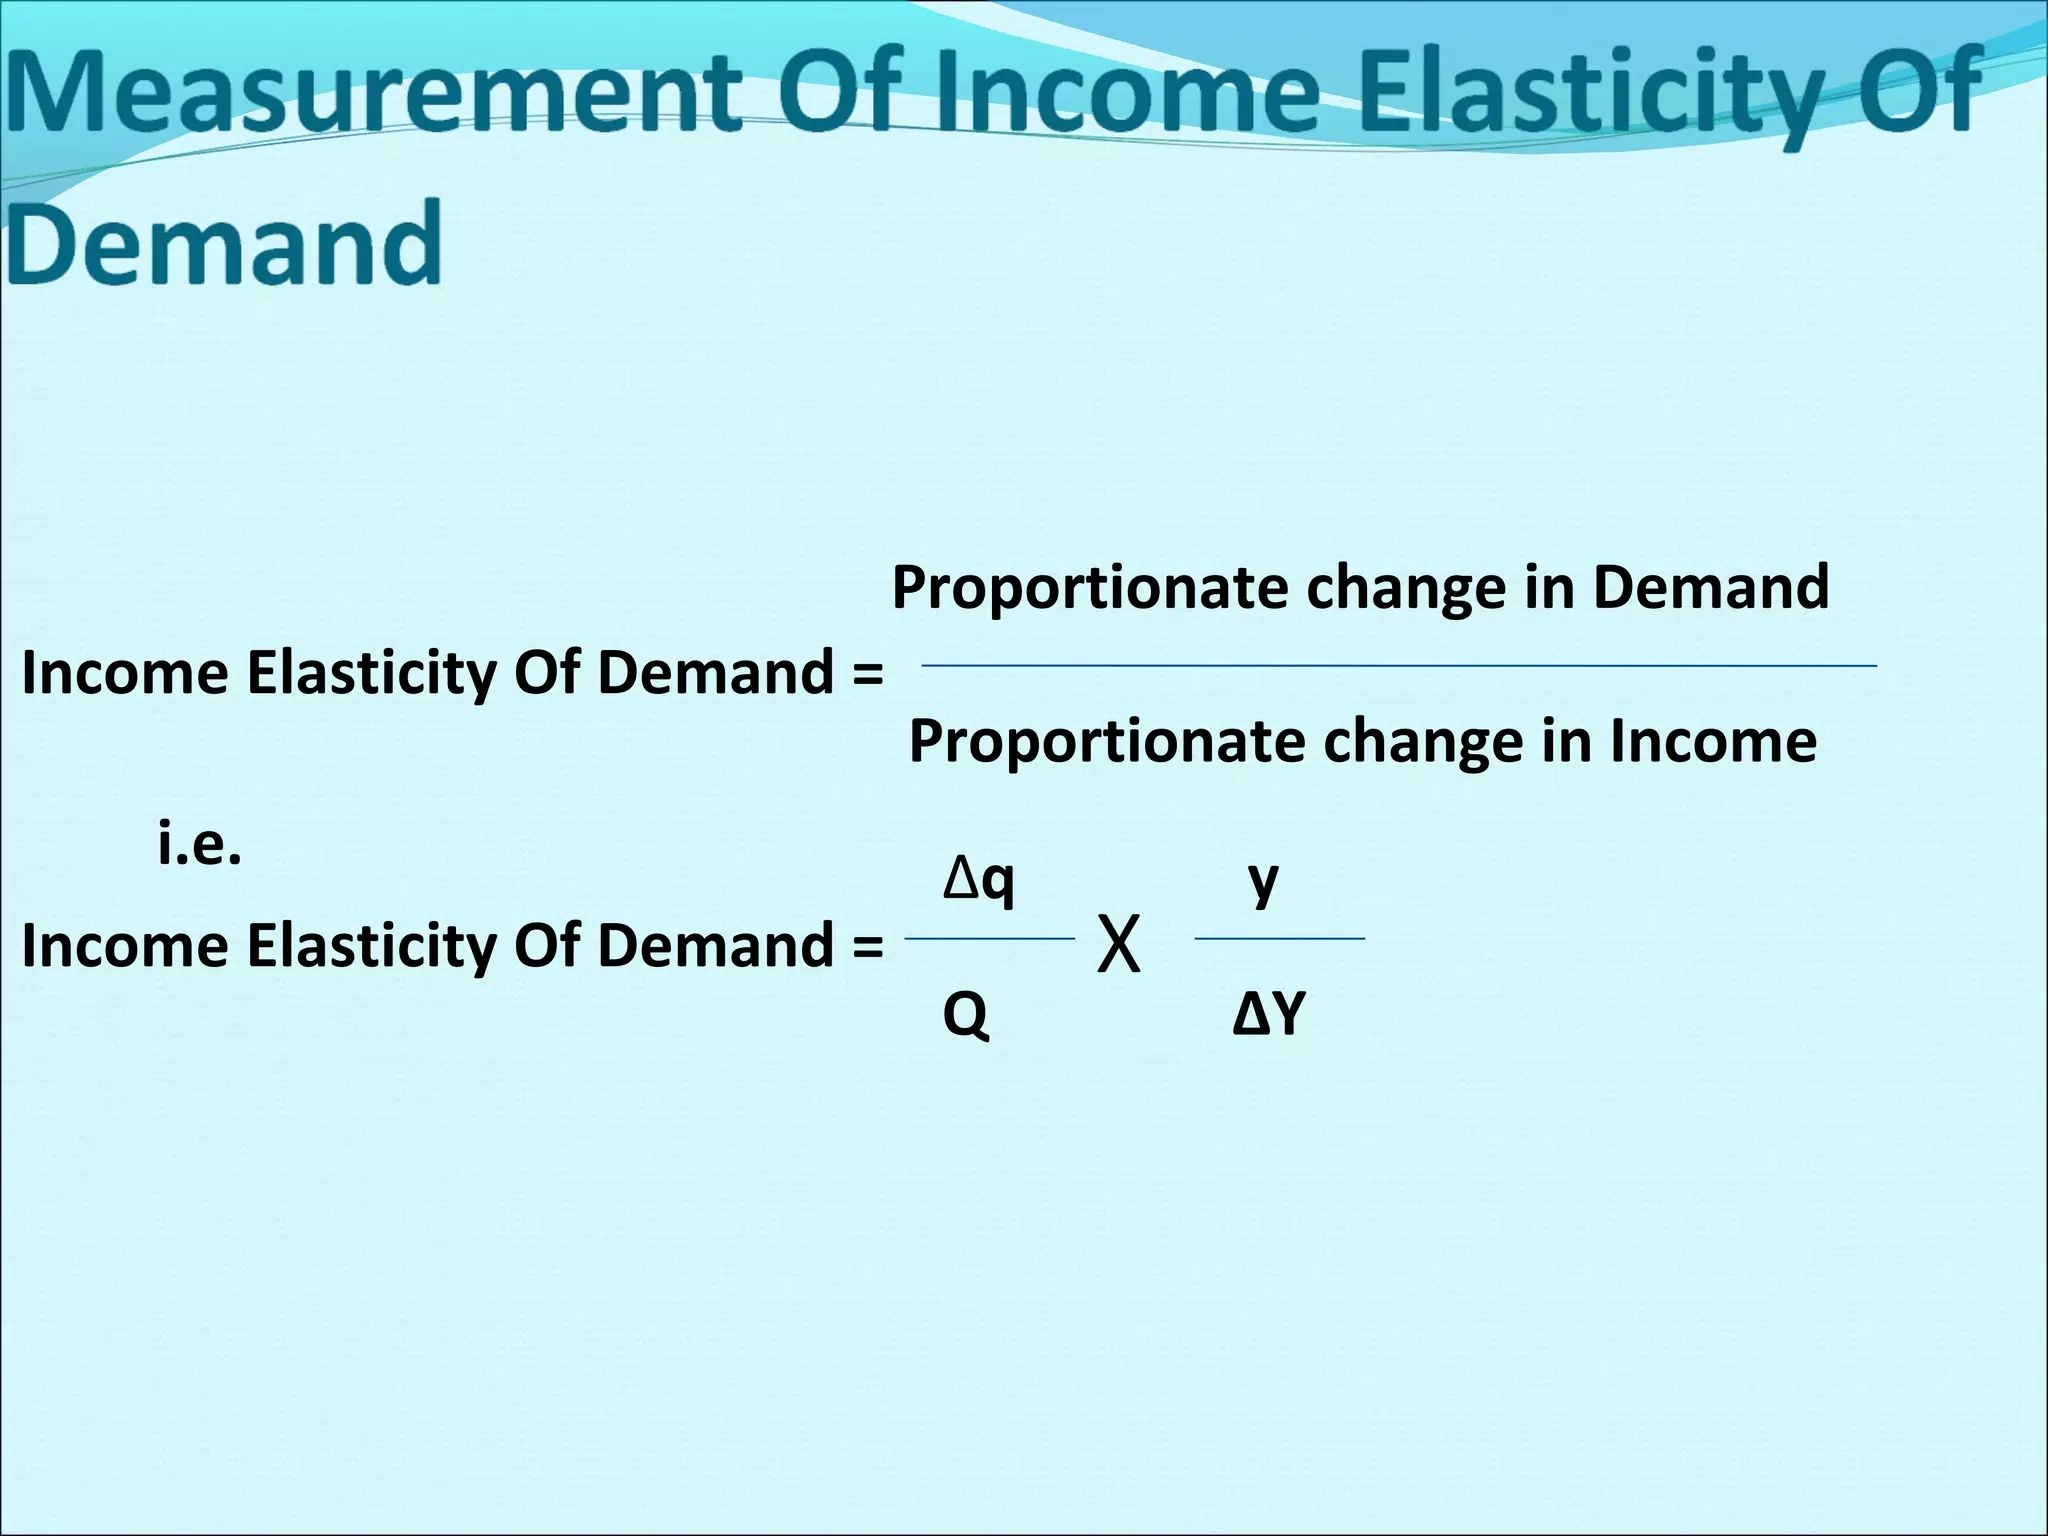 Measurement Of Income Elasticity Of
Demand
Proportionate change in Demand
Income Elasticity Of Demand =
Proportionate change in Income
i.e.
Δq y
Income Elasticity Of Demand = X
Q ΔY